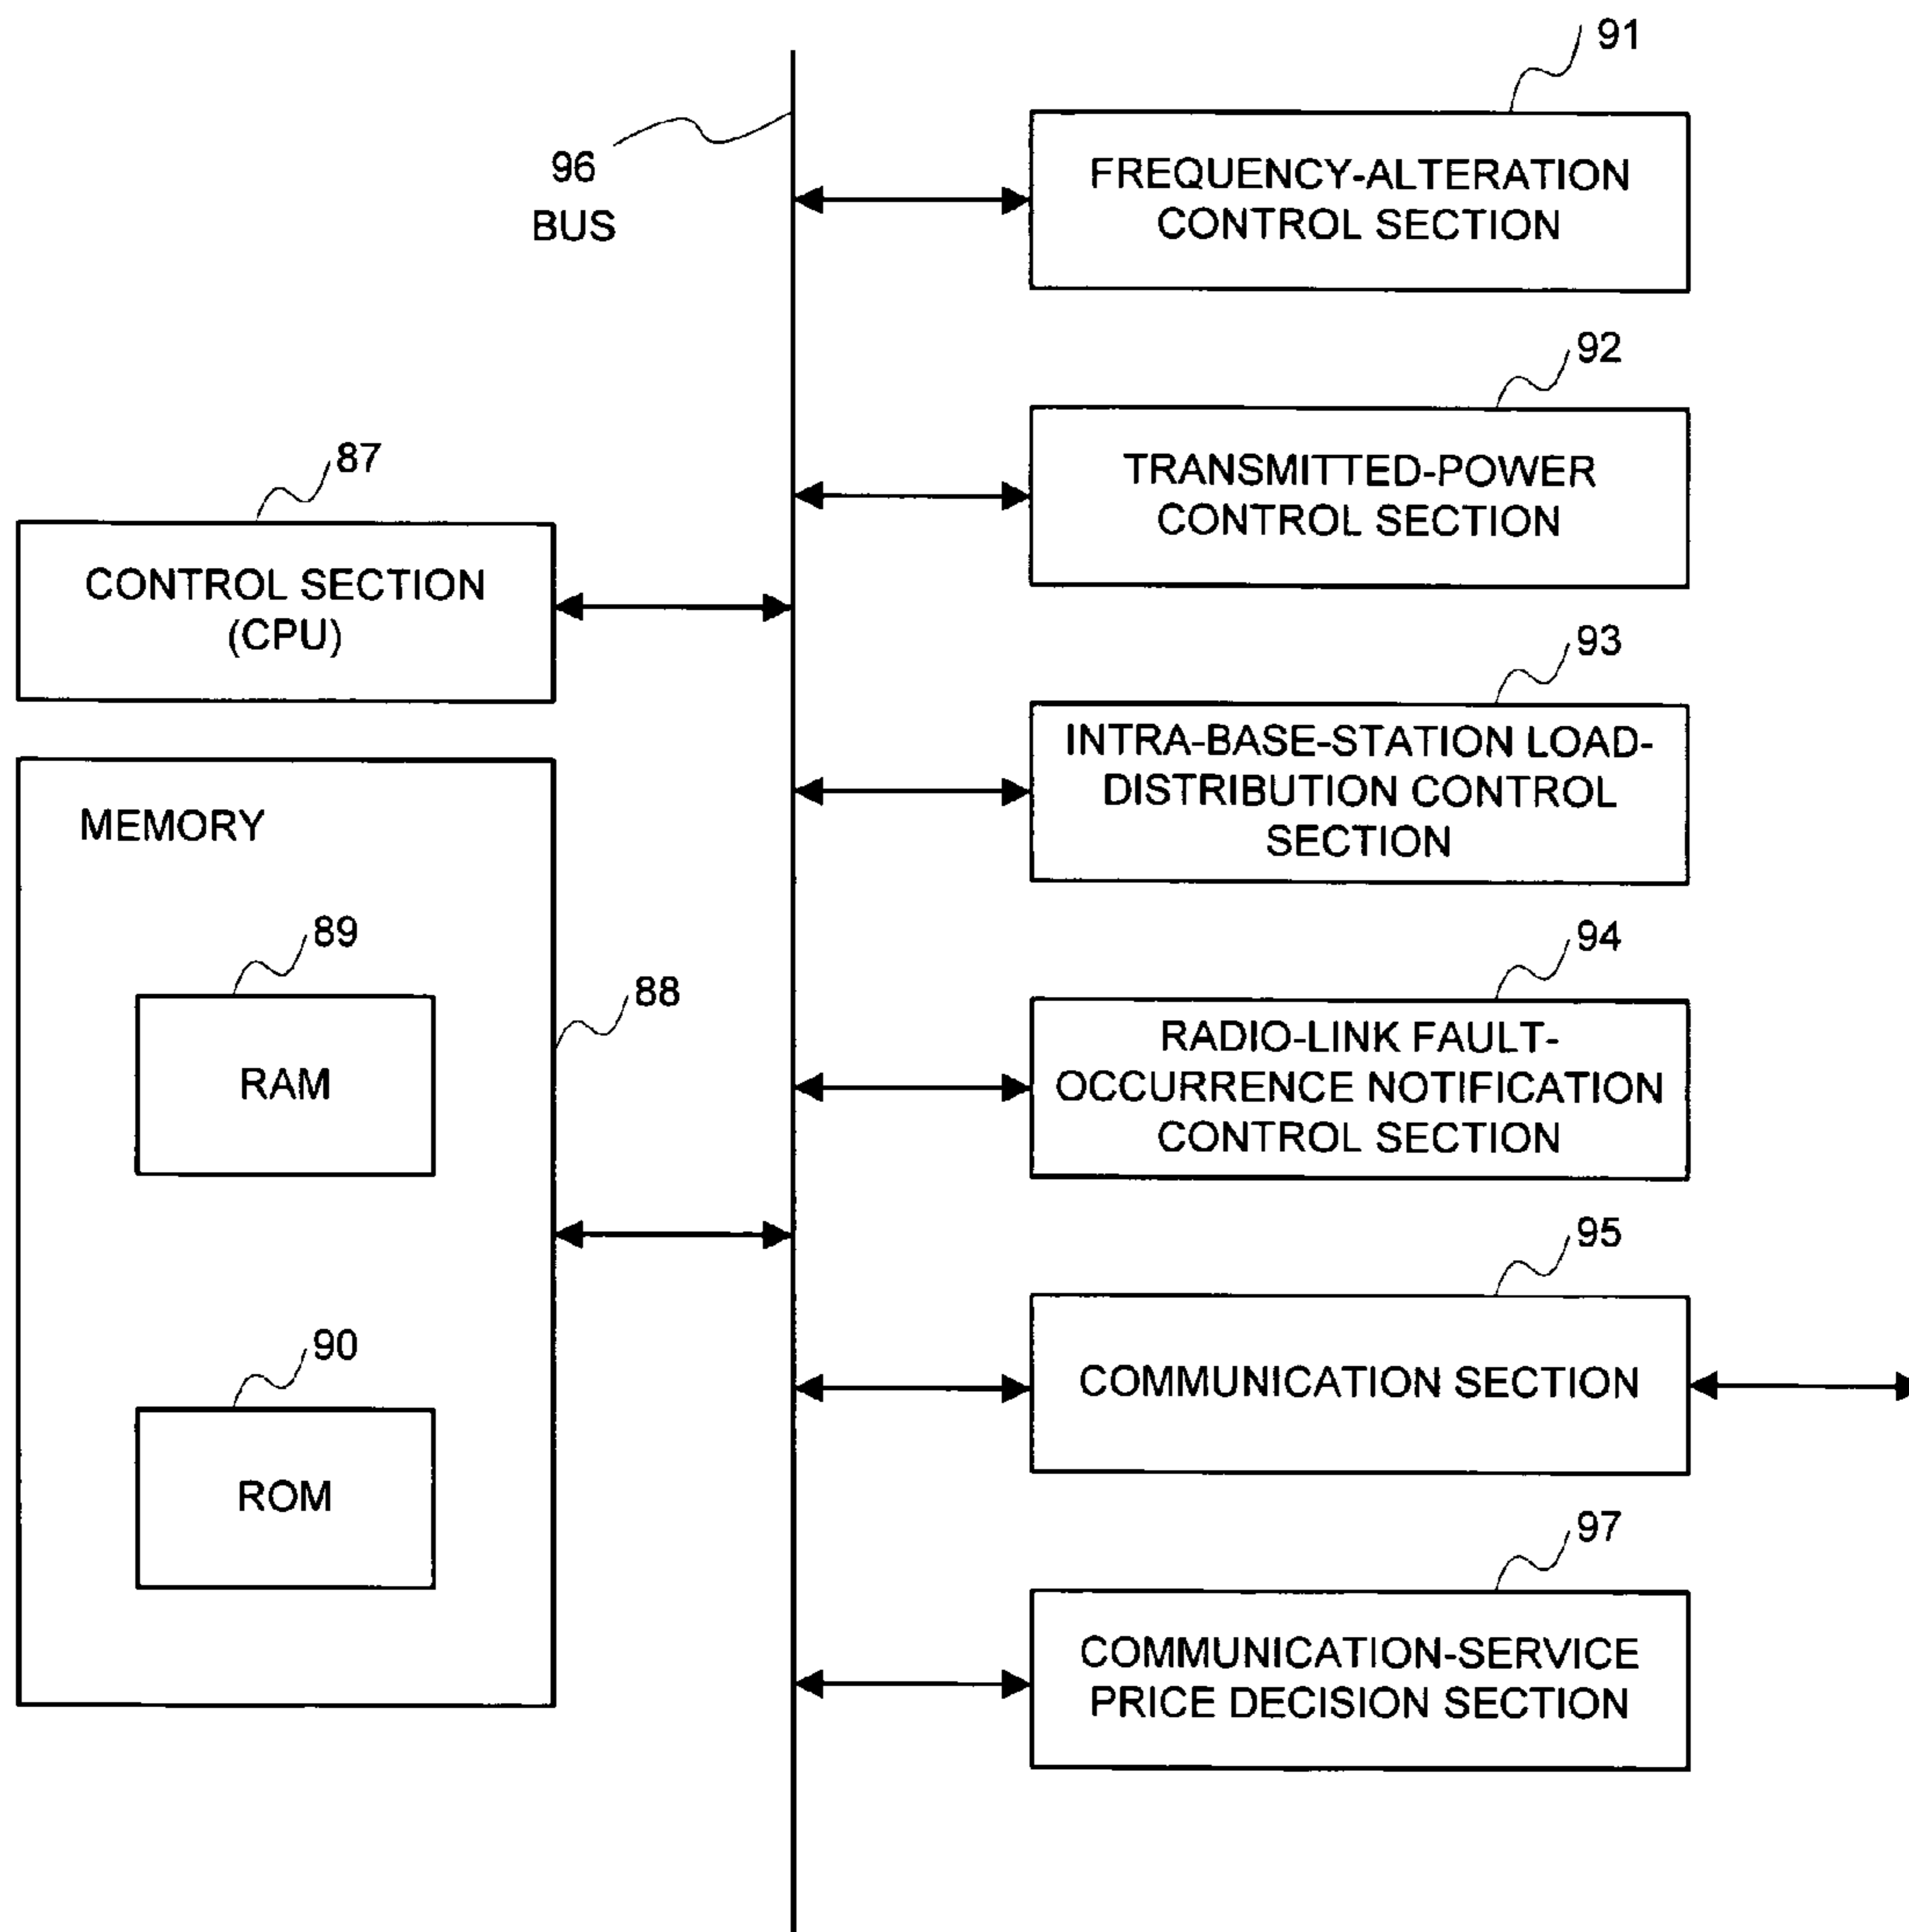 91
96
BUS
FREQUENCY-ALTERATION
CONTROL SECTION
92
TRANSMITTED-POWER
CONTROL SECTION
87
CONTROL SECTION
(CPU)
93
INTRA-BASE-STATION LOAD-
DISTRIBUTION CONTROL
SECTION
MEMORY
89
RAM
88
94
RADIO-LINK FAULT-
OCCURRENCE NOTIFICATION
CONTROL SECTION
95
COMMUNICATION SECTION
90
ROM
97
COMMUNICATION-SERVICE
PRICE DECISION SECTION